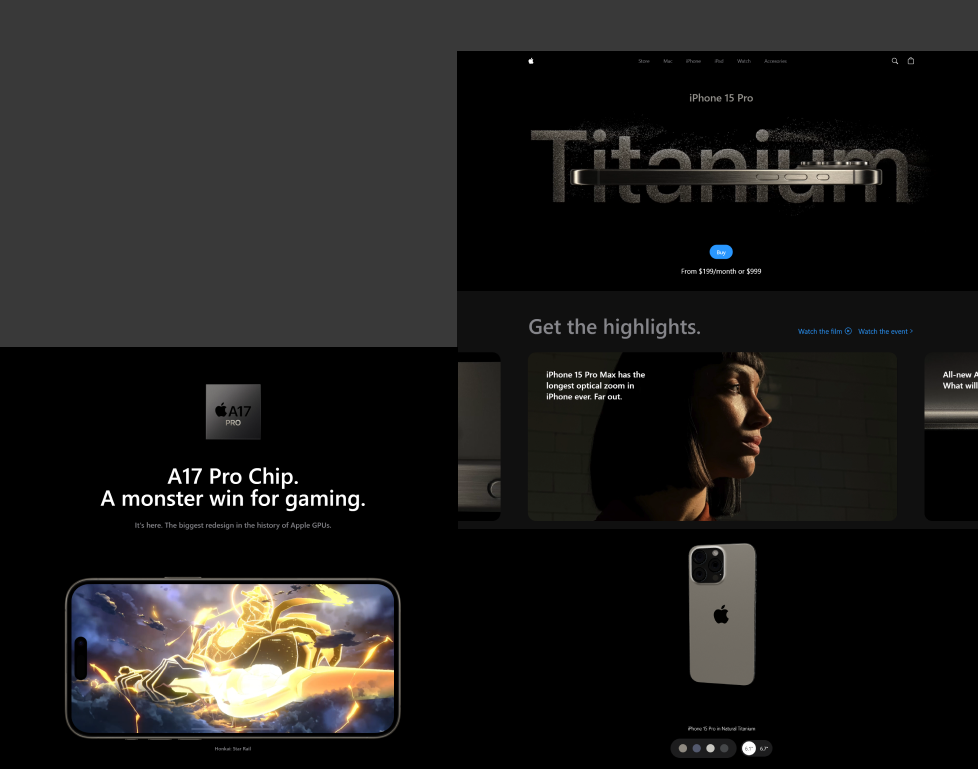 Store Mac iPhone iPad Watch Accessories
iPhone 15 Pro
Titanium
Buy
From $199/month or $999
Get the highlights.
Watch the film Watch the event >
iPhone 15 Pro Max has the
longest optical zoom in
iPhone ever. Far out.
All-new A
What will
iPhone 15 Pro in Natural Titanium
6.1" 6.7"
A17
PRO
A17 Pro Chip.
A monster win for gaming.
It's here. The biggest redesign in the history of Apple GPUs.
Honkai: Star Rail